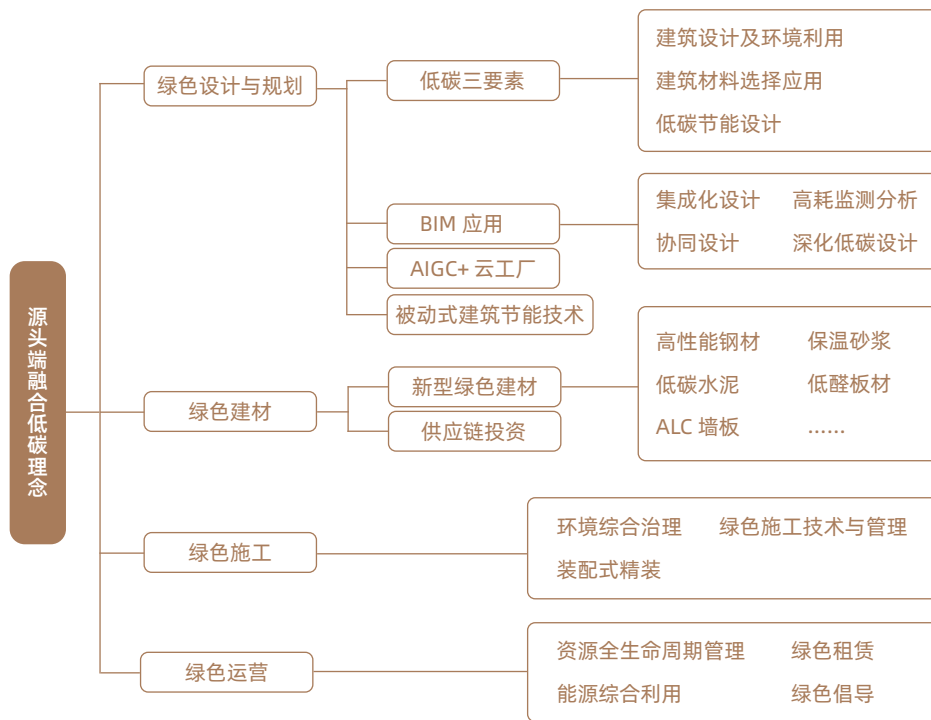 源头端融合低碳理念
绿色设计与规划
低碳三要素
建筑设计及环境利用
建筑材料选择应用
低碳节能设计
BIM 应用
集成化设计 高耗监测分析
协同设计 深化低碳设计
AIGC+ 云工厂
被动式建筑节能技术
绿色建材
新型绿色建材
高性能钢材 保温砂浆
低碳水泥 低醛板材
ALC 墙板 ......
供应链投资
绿色施工
环境综合治理 绿色施工技术与管理
装配式精装
绿色运营
资源全生命周期管理 绿色租赁
能源综合利用 绿色倡导